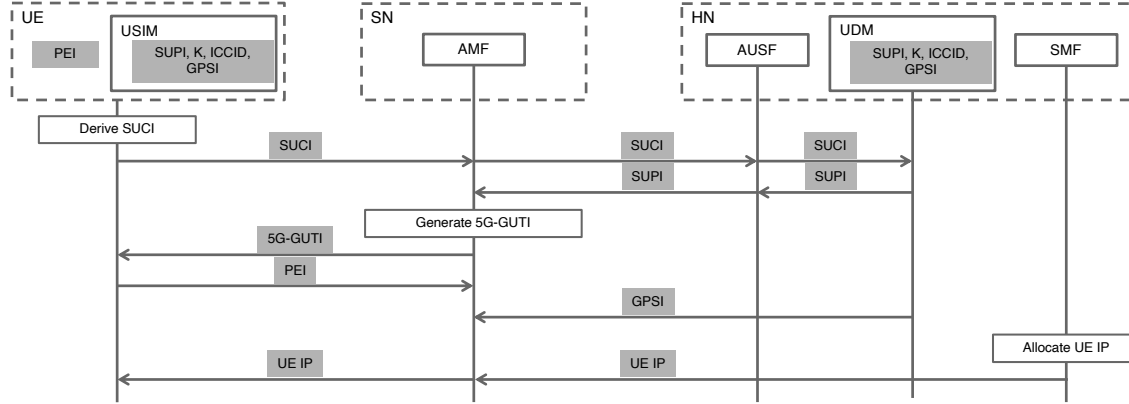 UE
SN
HN
USIM
UDM
PEI
SUPI, K, ICCID,
GPSI
AMF
AUSF
SUPI, K, ICCID,
GPSI
SMF
Derive SUCI
SUCI
SUCI
SUCI
SUPI
SUPI
Generate 5G-GUTI
5G-GUTI
PEI
GPSI
Allocate UE IP
UE IP
UE IP